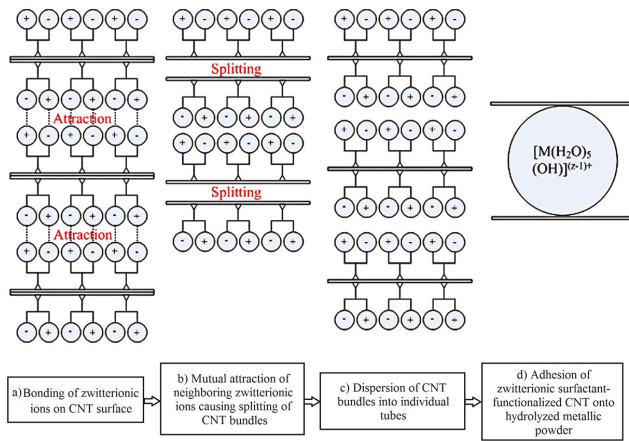 + - + - + -
+ - + - + -
+ - + - + -
Splitting
- + - + - +
Attraction
+ - + - + -
- + - + - +
+ - + - + -
- + - + - +
+ - + - + -
[M(H₂O)₅
(OH)]⁽ᶻ⁻¹⁾⁺
Splitting
- + - + - +
Attraction
+ - + - + -
- + - + - +
+ - + - + -
- + - + - +
- + - + - +
a) Bonding of zwitterionic
ions on CNT surface
b) Mutual attraction of
neighboring zwitterionic
ions causing splitting of
CNT bundles
c) Dispersion of CNT
bundles into individual
tubes
d) Adhesion of
zwitterionic surfactant-
functionalized CNT onto
hydrolyzed metallic
powder